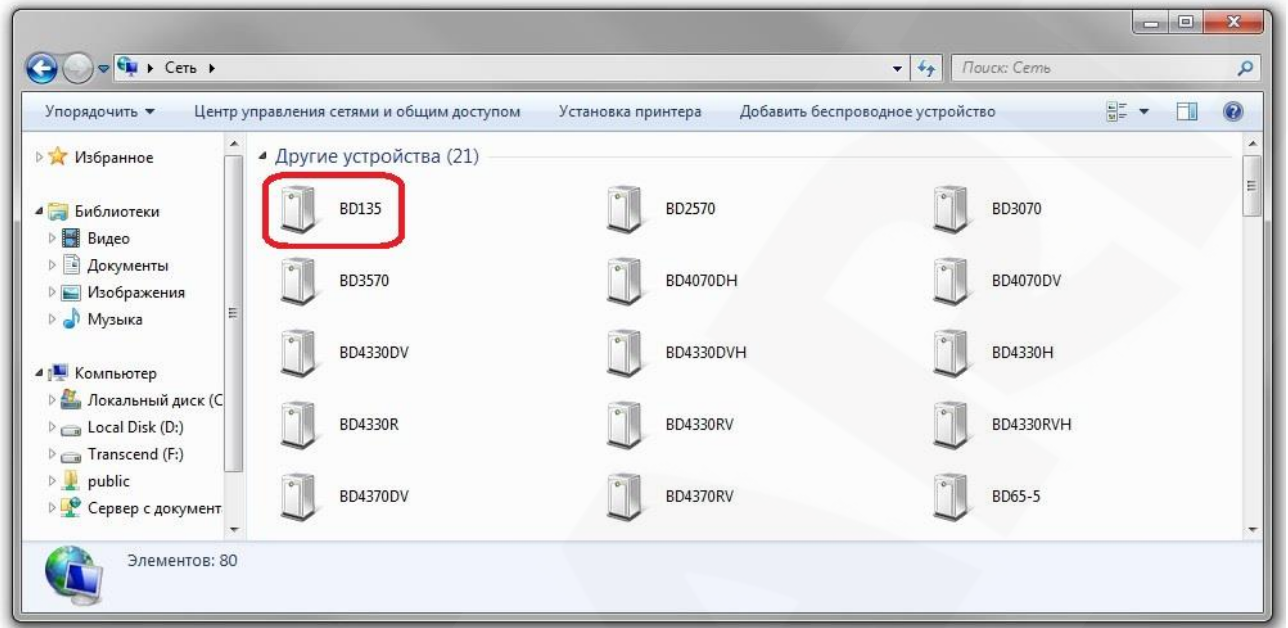 Сеть
Поиск: Сеть
Упорядочить Центр управления сетями и общим доступом Установка принтера Добавить беспроводное устройство
Избранное
Библиотеки
Видео
Документы
Изображения
Музыка
Компьютер
Локальный диск (C
Local Disk (D:)
Transcend (F:)
public
Сервер с документ
Другие устройства (21)
BD135 BD2570 BD3070
BD3570 BD4070DH BD4070DV
BD4330DV BD4330DVH BD4330H
BD4330R BD4330RV BD4330RVH
BD4370DV BD4370RV BD65-5
Элементов: 80